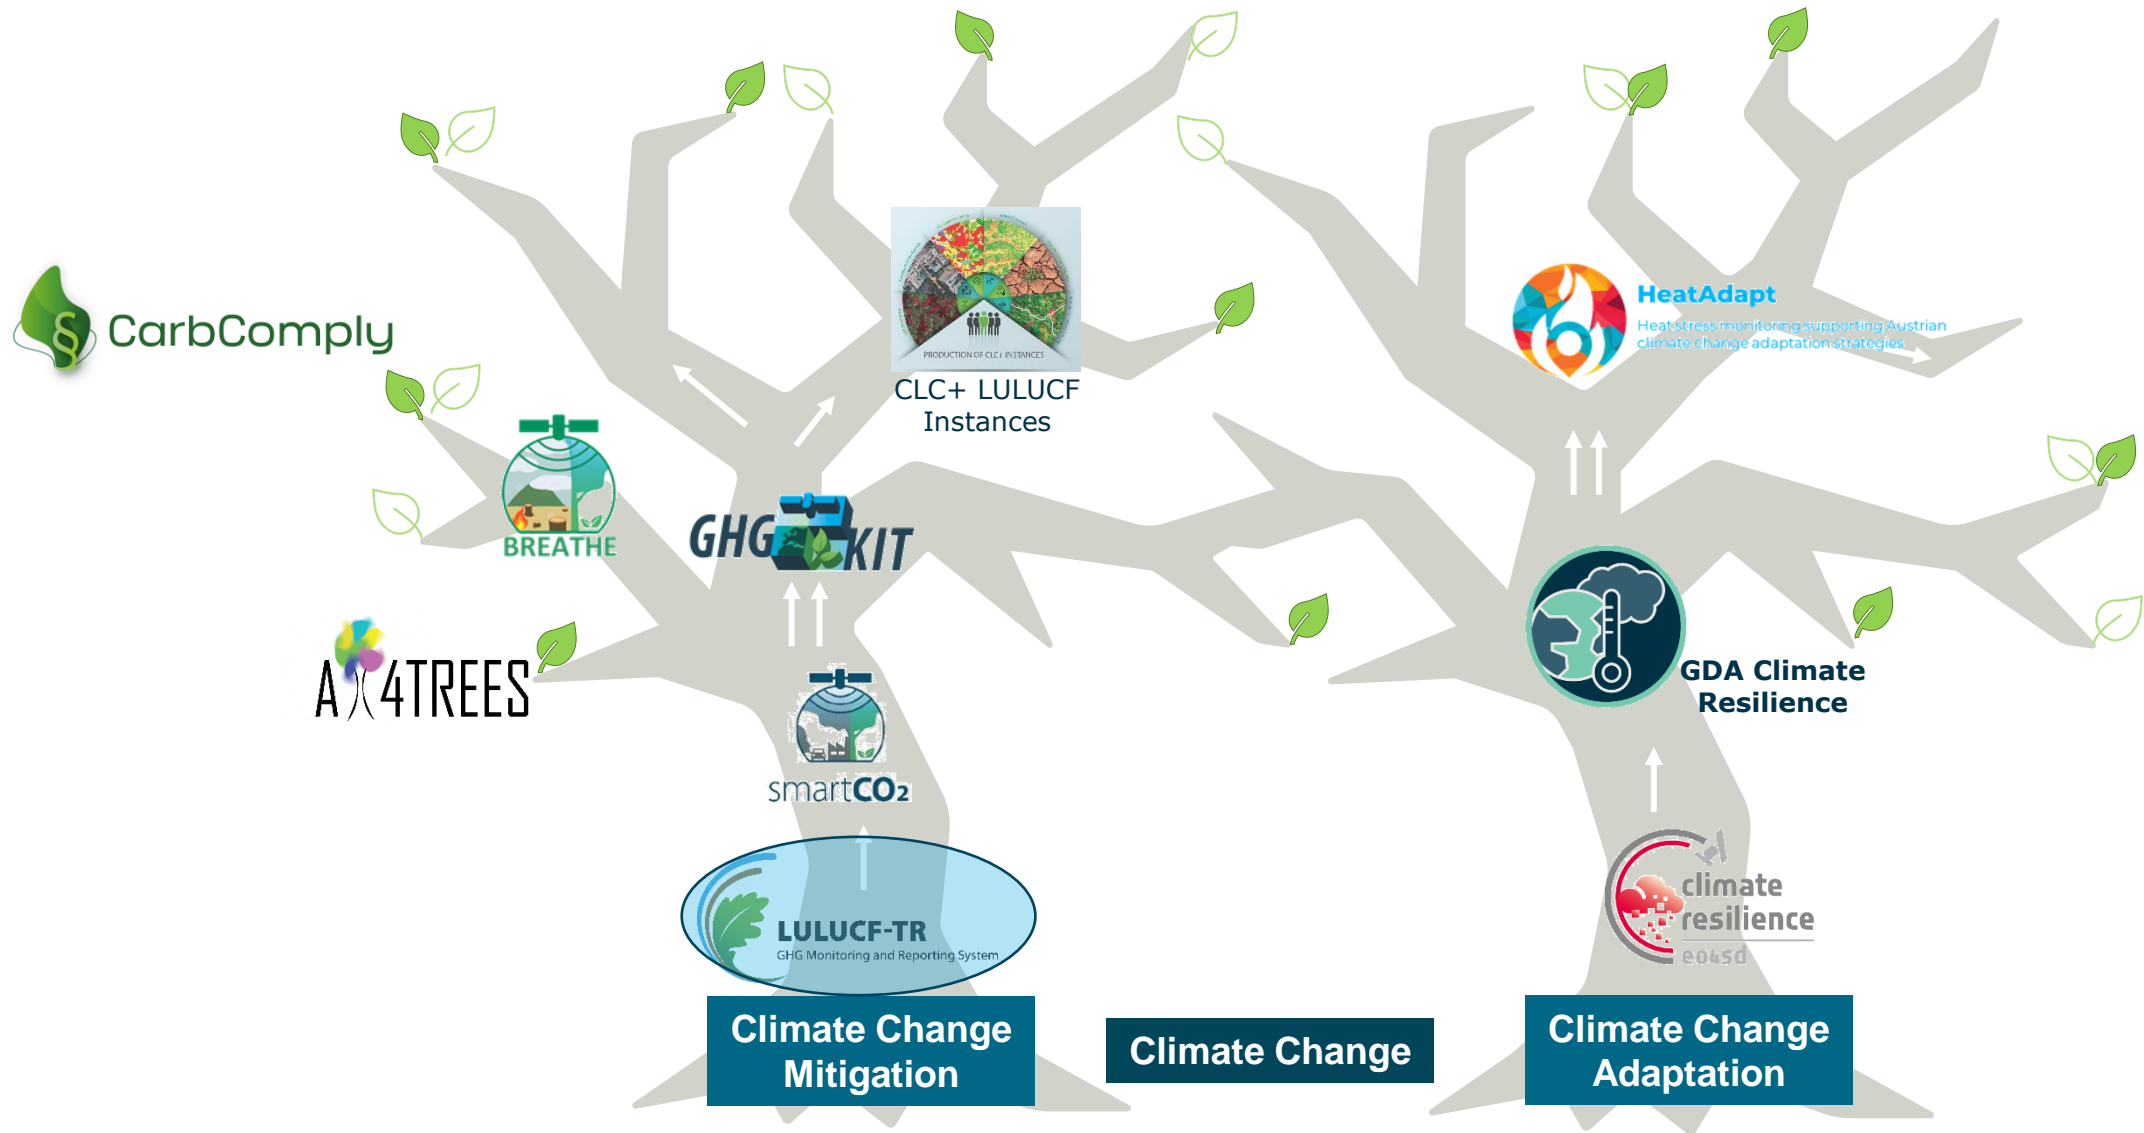 CarbComply
PRODUCTION OF CLC+ INSTANCES
CLC+ LULUCF
Instances
BREATHE
GHG KIT
4TREES
smartCO₂
LULUCF-TR
GHG Monitoring and Reporting System
Climate Change
Mitigation
Climate Change
HeatAdapt
Heat stress monitoring supporting Austrian
climate change adaptation strategies
GDA Climate
Resilience
climate
resilience
eo4sd
Climate Change
Adaptation